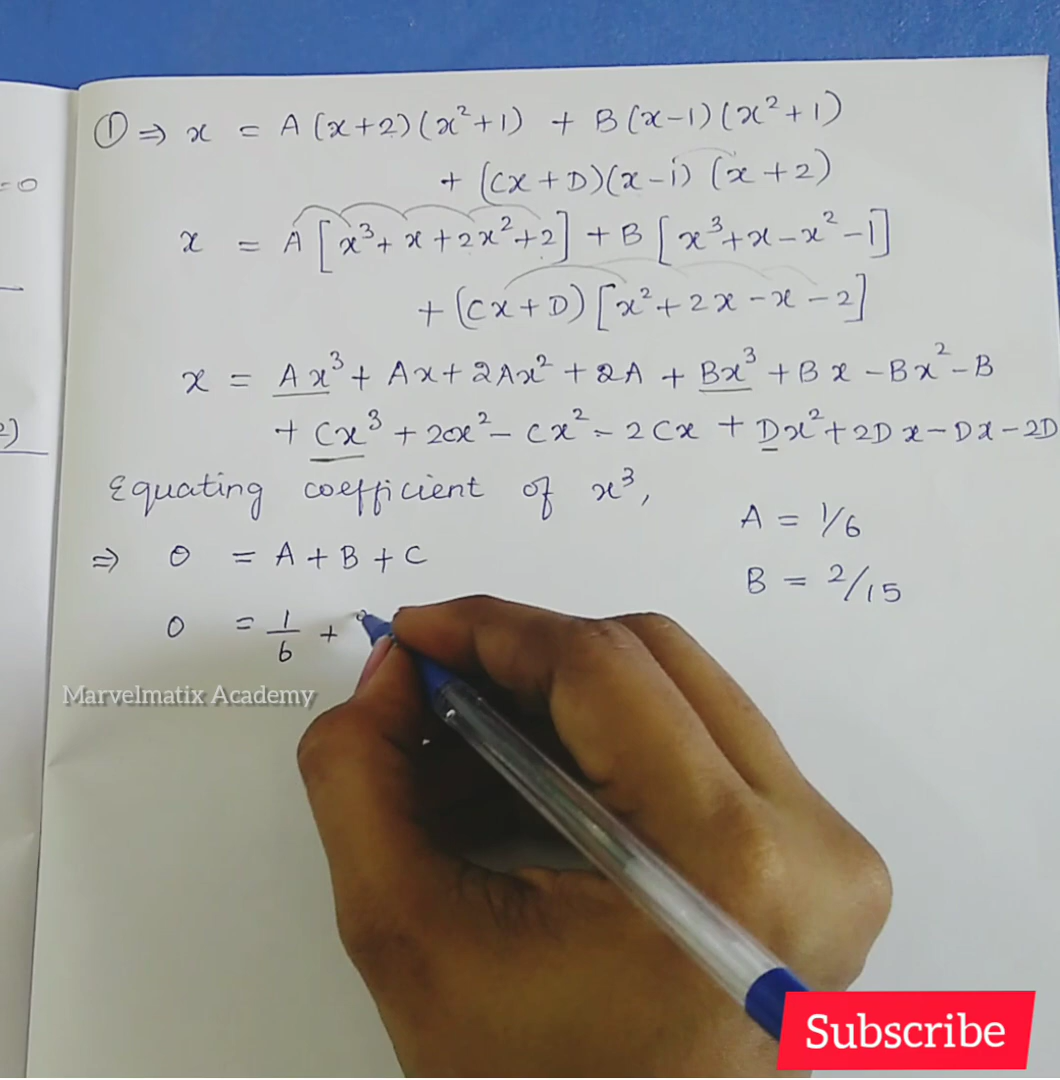 ① ⇒ x = A(x+2)(x²+1) + B(x-1)(x²+1)
+ (Cx+D)(x-1)(x+2)
=0
x = A[x³+x+2x²+2] + B[x³+x-x²-1]
+ (Cx+D)[x²+2x-x-2]
x = Ax³+Ax+2Ax²+2A+Bx³+Bx-Bx²-B
+ Cx³+2Cx²-Cx²-2Cx+Dx²+2Dx-Dx-2D
2)
Equating coefficient of x³,
A = 1/6
⇒ 0 = A+B+C
B = 2/15
0 = 1/6 +
Marvelmatix Academy
Subscribe